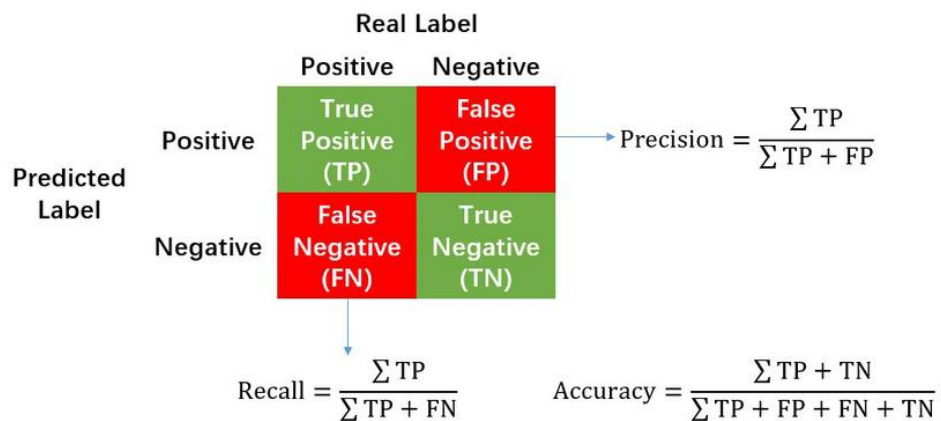 Real Label
Positive Negative
True Positive (TP)
False Positive (FP)
Positive
Precision = ∑ TP / ∑ TP + FP
Predicted Label
False Negative (FN)
True Negative (TN)
Negative
Recall = ∑ TP / ∑ TP + FN
Accuracy = ∑ TP + TN / ∑ TP + FP + FN + TN